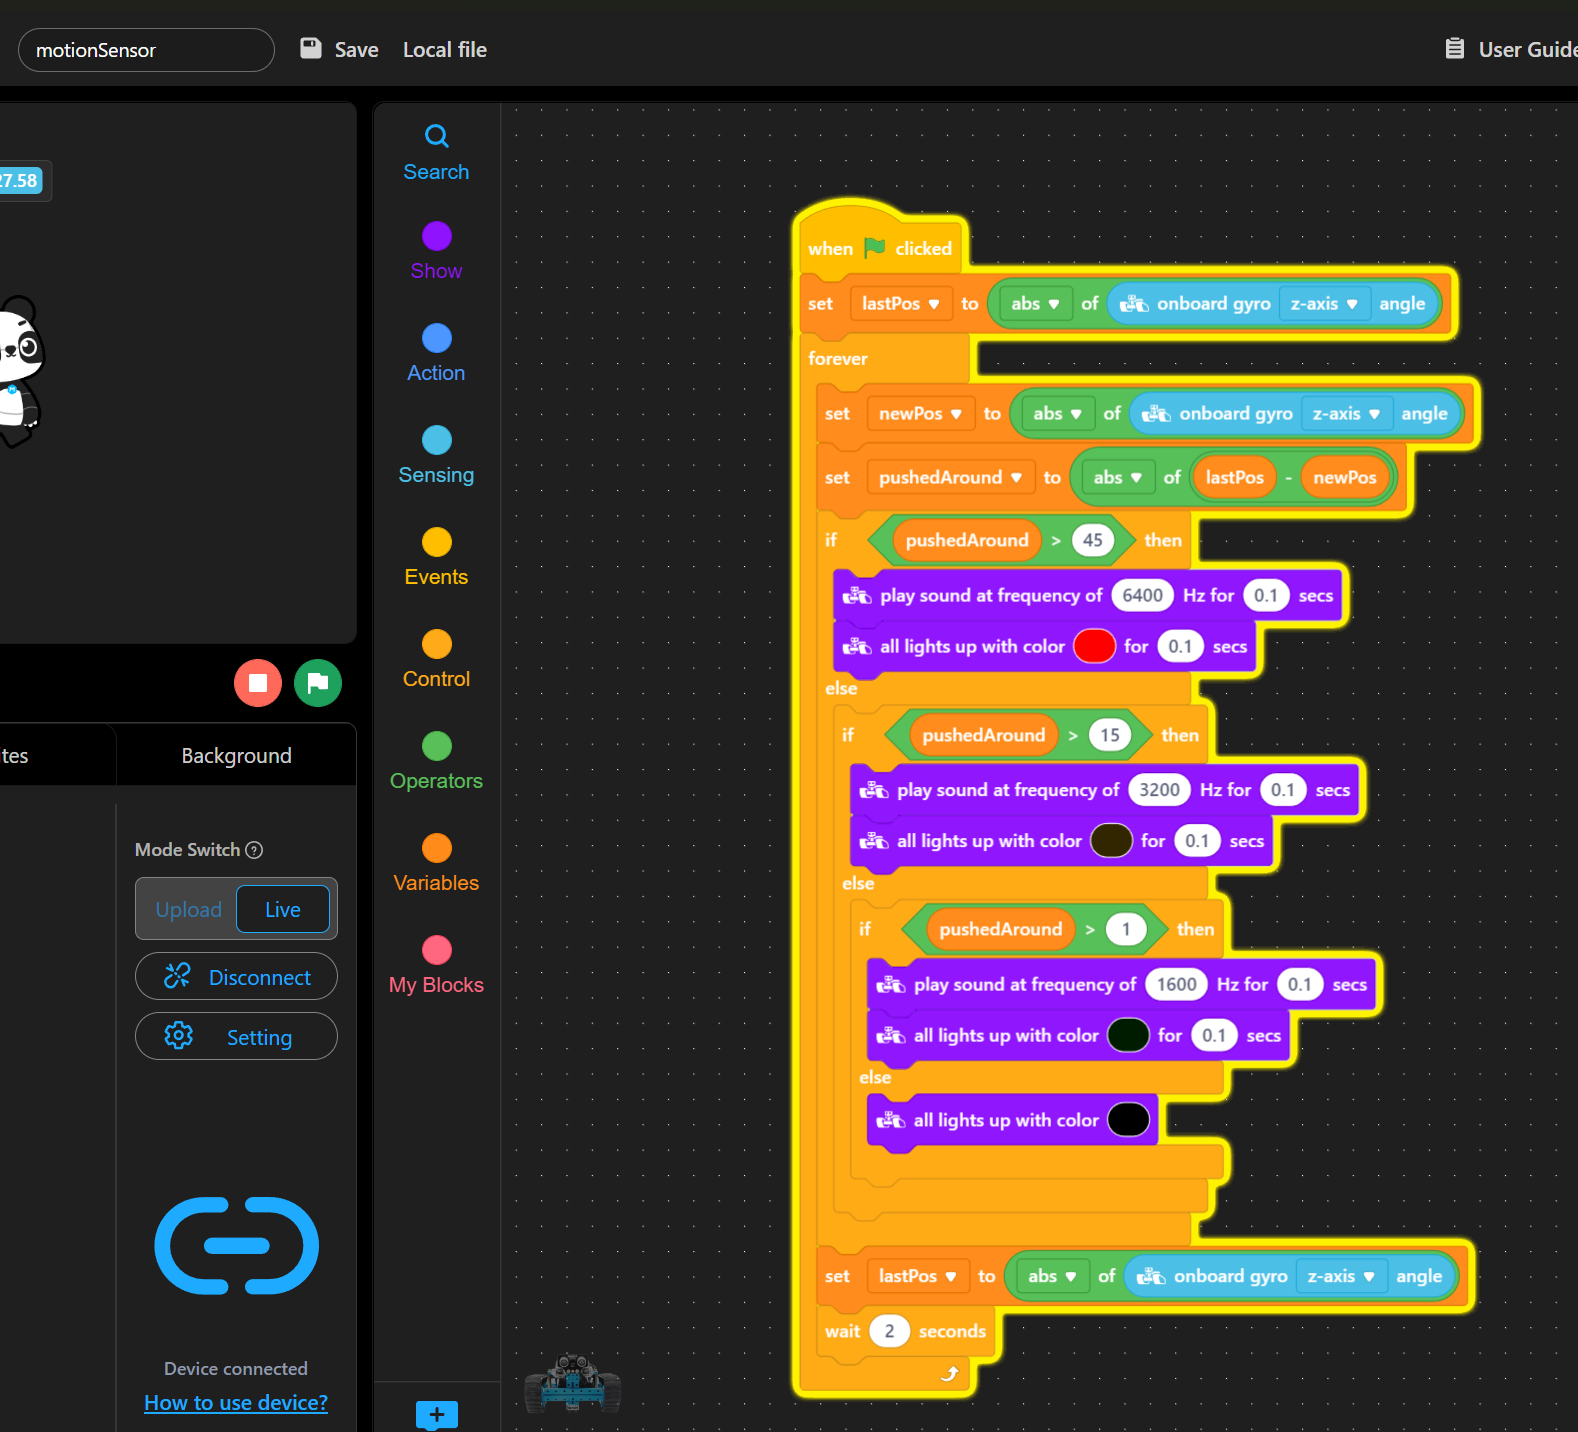 motionSensor Save Local file User Guide
27.58
Search
Show
Action
Sensing
Events
Control
Operators
Variables
My Blocks
Background
Mode Switch ?
Upload Live
Disconnect
Setting
Device connected
How to use device?
when clicked
set lastPos to abs of onboard gyro z-axis angle
forever
set newPos to abs of onboard gyro z-axis angle
set pushedAround to abs of lastPos - newPos
if pushedAround > 45 then
play sound at frequency of 6400 Hz for 0.1 secs
all lights up with color for 0.1 secs
else
if pushedAround > 15 then
play sound at frequency of 3200 Hz for 0.1 secs
all lights up with color for 0.1 secs
else
if pushedAround > 1 then
play sound at frequency of 1600 Hz for 0.1 secs
all lights up with color for 0.1 secs
else
all lights up with color
set lastPos to abs of onboard gyro z-axis angle
wait 2 seconds